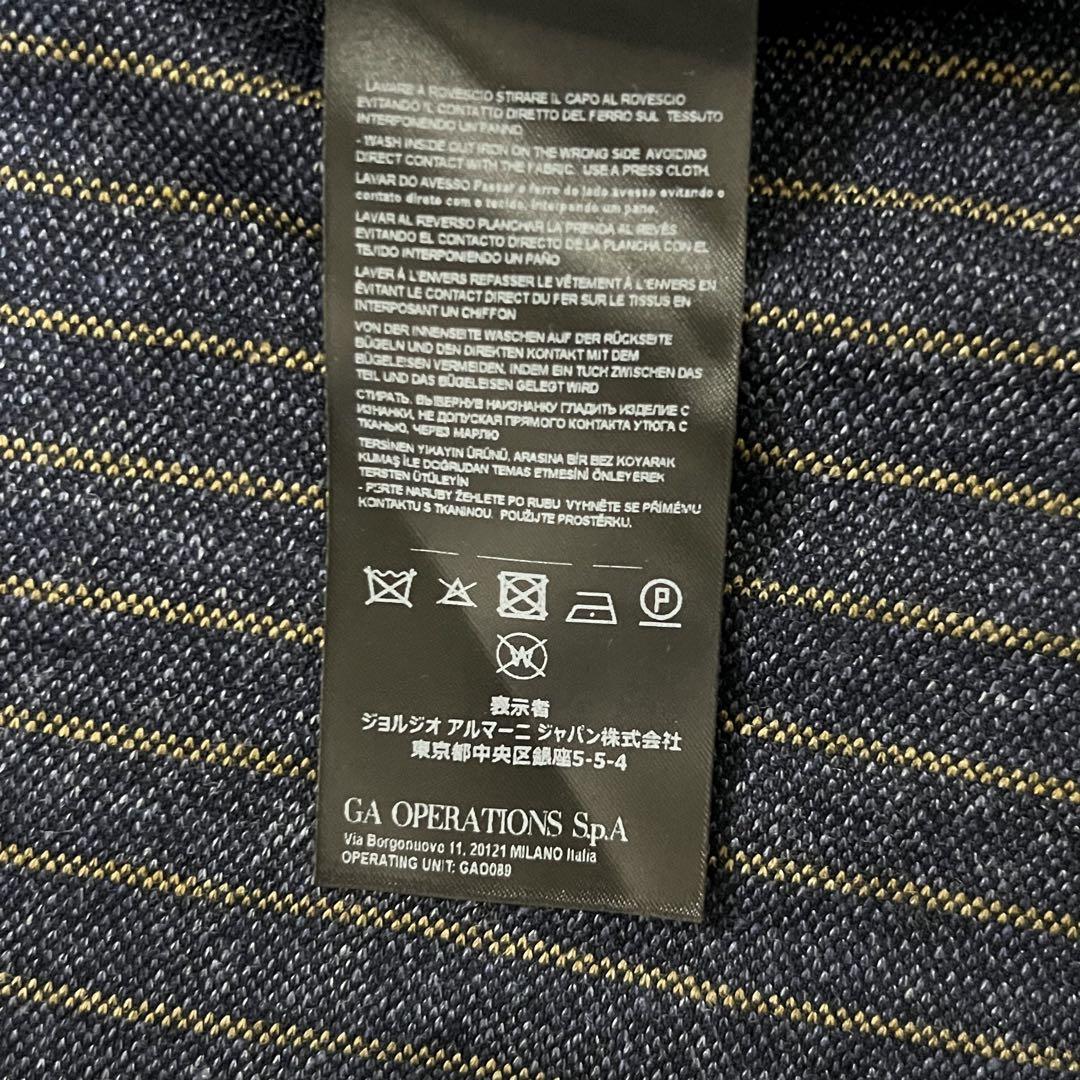 - LAVARE A ROVESCIO STIRARE IL CAPO AL ROVESCIO
EVITANDO IL CONTATTO DIRETTO DEL FERRO SUL TESSUTO
INTERPONENDO UN PANNO
- WASH INSIDE OUT IRON ON THE WRONG SIDE AVOIDING
DIRECT CONTACT WITH THE FABRIC. USE A PRESS CLOTH.
LAVAR DO AVESSO Passar a ferro do lado avesso evitando o
contato direto com o tecido, interpondo um pano.
LAVAR AL REVERSO PLANCHAR LA PRENDA AL REVÉS
EVITANDO EL CONTACTO DIRECTO DE LA PLANCHA CON EL
TEJIDO INTERPONIENDO UN PAÑO
LAVER À L'ENVERS REFASSER LE VÊTEMENT À L'ENVERS EN
ÉVITANT LE CONTACT DIRECT DU FER SUR LE TISSUS EN
INTERPOSANT UN CHIFFON
VON DER INNENSEITE WASCHEN AUF DER RÜCKSEITE
BÜGELN UND DEN DIREKTEN KONTAKT MIT DEM
BÜGELEISEN VERMEIDEN, INDEM EIN TUCH ZWISCHEN DAS
TEIL UND DAS BÜGELEISEN GELEGT WIRD
СТИРАТЬ, ВЫВЕРНУВ НАИЗНАНКУ ГЛАДИТЬ ИЗДЕЛИЕ С
ИЗНАНКИ, НЕ ДОПУСКАЯ ПРЯМОГО КОНТАКТА УТЮГА С
ТКАНЬЮ, ЧЕРЕЗ МАРЛЮ
TERSİNEN YIKAYIN ÜRÜNÜ, ARASINA BİR BEZ KOYARAK
KUMAŞ İLE DOĞRUDAN TEMAS ETMESİNİ ÖNLEYEREK
TERSTEN ÜTÜLEYİN
- PERTE NARUBY ŽEHLETE PO RUBU VYHNĚTE SE PŘÍMÉMU
KONTAKTU S TKANINOU. POUŽIJTE PROSTĚRKU.
P
W
表示者
ジョルジオ アルマーニ ジャパン株式会社
東京都中央区銀座5-5-4
GA OPERATIONS S.p.A
Via Borgonuovo 11, 20121 MILANO Italia
OPERATING UNIT: GAO089